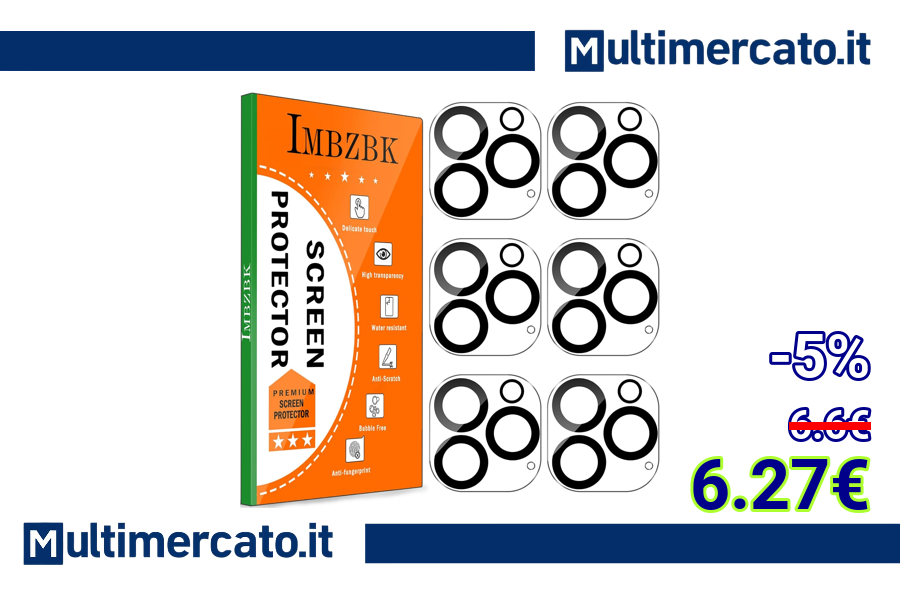 Multimercato.it
IMBZBK
Delicate touch
High transparency
Water resistant
Anti-Scratch
Bubble Free
Anti-fungerprint
SCREEN
PROTECTOR
PREMIUM
SCREEN
PROTECTOR
IMBZBK
-5%
6.6€
6.27€
Multimercato.it